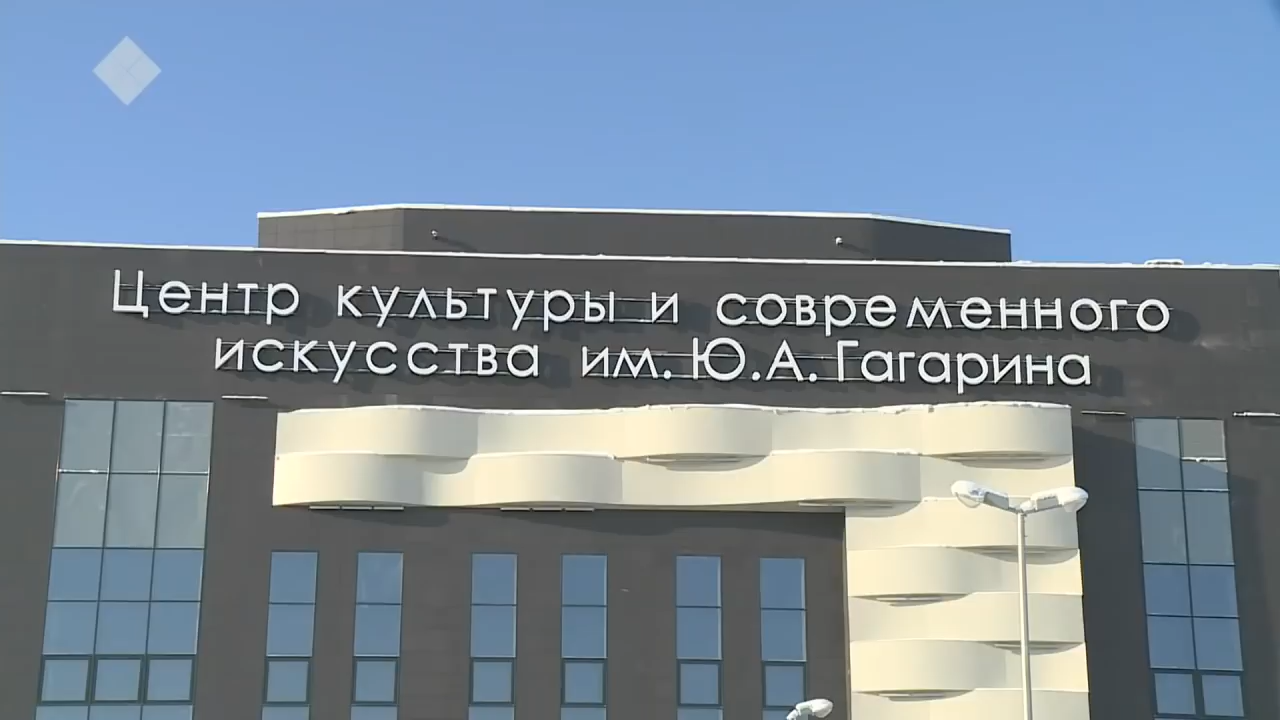 Центр культуры и современного
искусства им. Ю.А. Гагарина